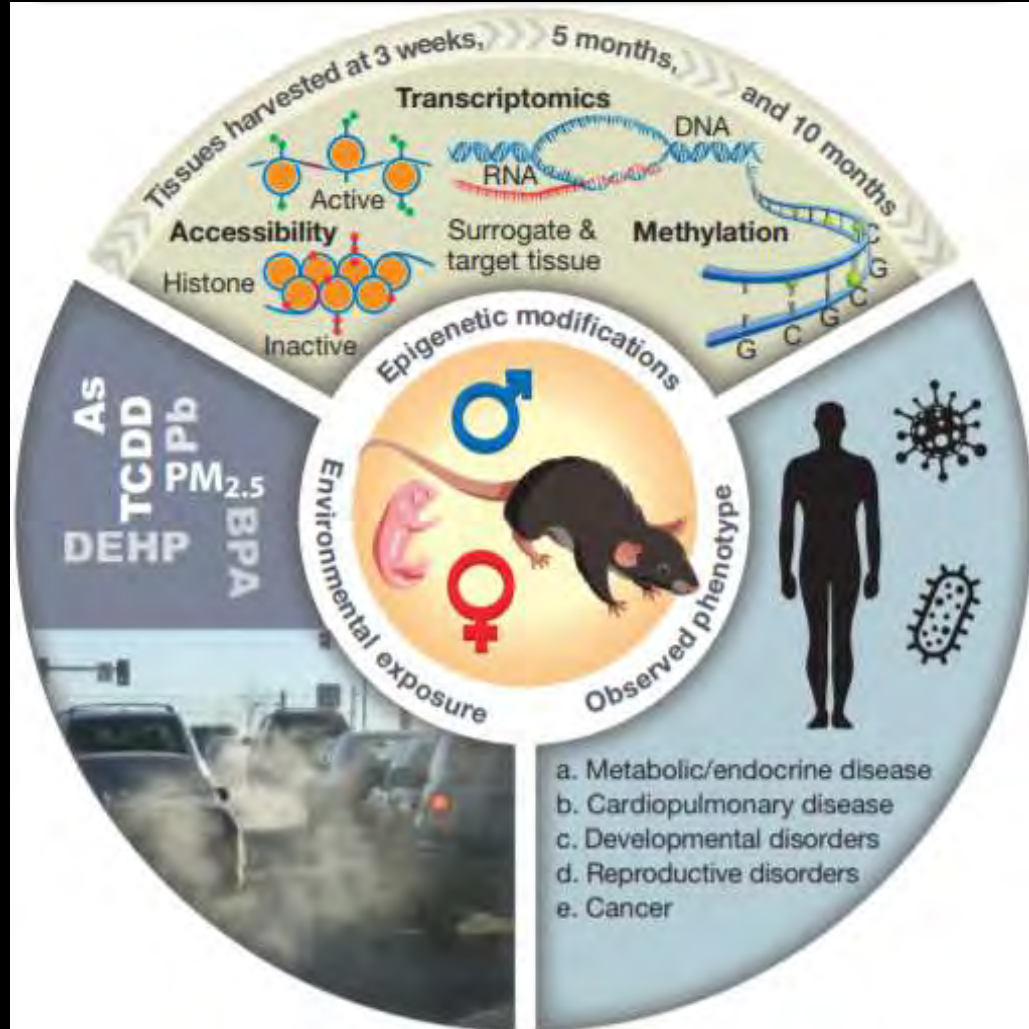 Tissues harvested at 3 weeks, 5 months, and 10 months
Transcriptomics
DNA
RNA
Active
Accessibility
Surrogate &
target tissue
Methylation
Histone
Inactive
C
G
C
G
C
G
Epigenetic modifications
Environmental exposure
Observed phenotype
As
TCDD
Pb
PM2.5
DEHP
BPA
a. Metabolic/endocrine disease
b. Cardiopulmonary disease
c. Developmental disorders
d. Reproductive disorders
e. Cancer